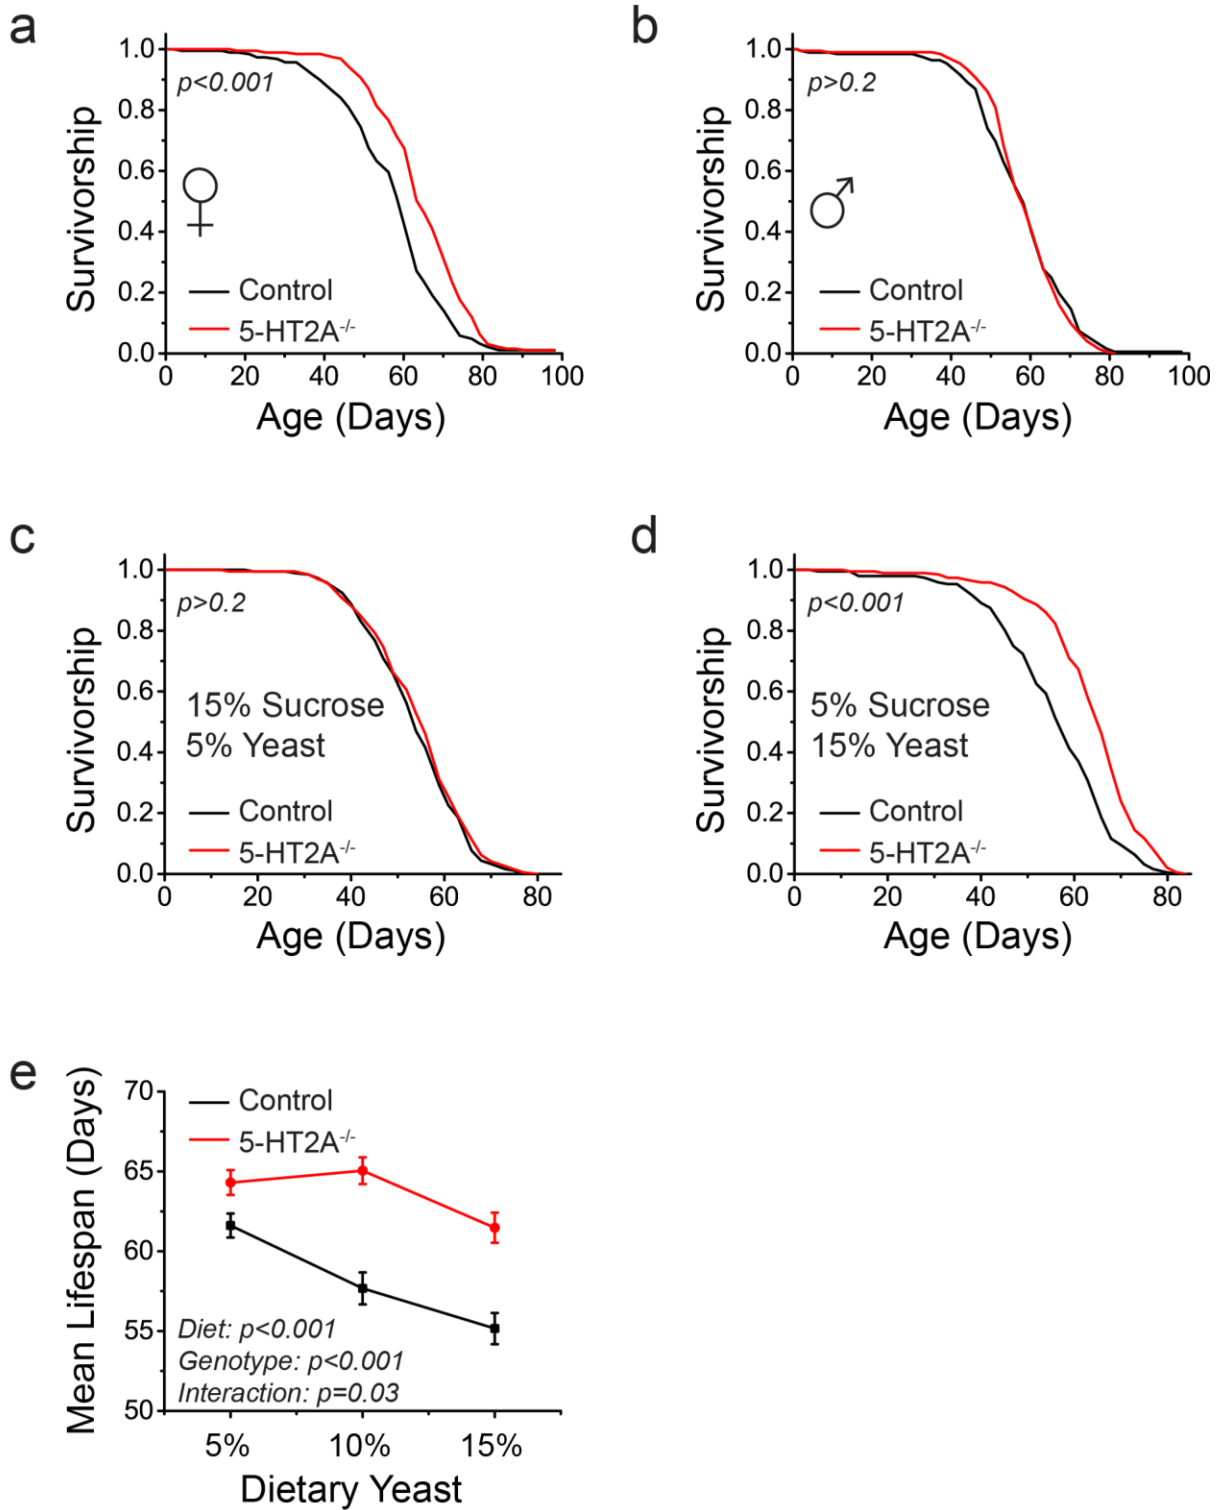 a
1.0
0.8
0.6
0.4
0.2
0.0
Survivorship
p<0.001
♀
Control
5-HT2A-/-
0 20 40 60 80 100
Age (Days)
b
1.0
0.8
0.6
0.4
0.2
0.0
Survivorship
p>0.2
♂
Control
5-HT2A-/-
0 20 40 60 80 100
Age (Days)
c
1.0
0.8
0.6
0.4
0.2
0.0
Survivorship
p>0.2
15% Sucrose
5% Yeast
Control
5-HT2A-/-
0 20 40 60 80
Age (Days)
d
1.0
0.8
0.6
0.4
0.2
0.0
Survivorship
p<0.001
5% Sucrose
15% Yeast
Control
5-HT2A-/-
0 20 40 60 80
Age (Days)
e
70
65
60
55
50
Mean Lifespan (Days)
Control
5-HT2A-/-
Diet: p<0.001
Genotype: p<0.001
Interaction: p=0.03
5% 10% 15%
Dietary Yeast